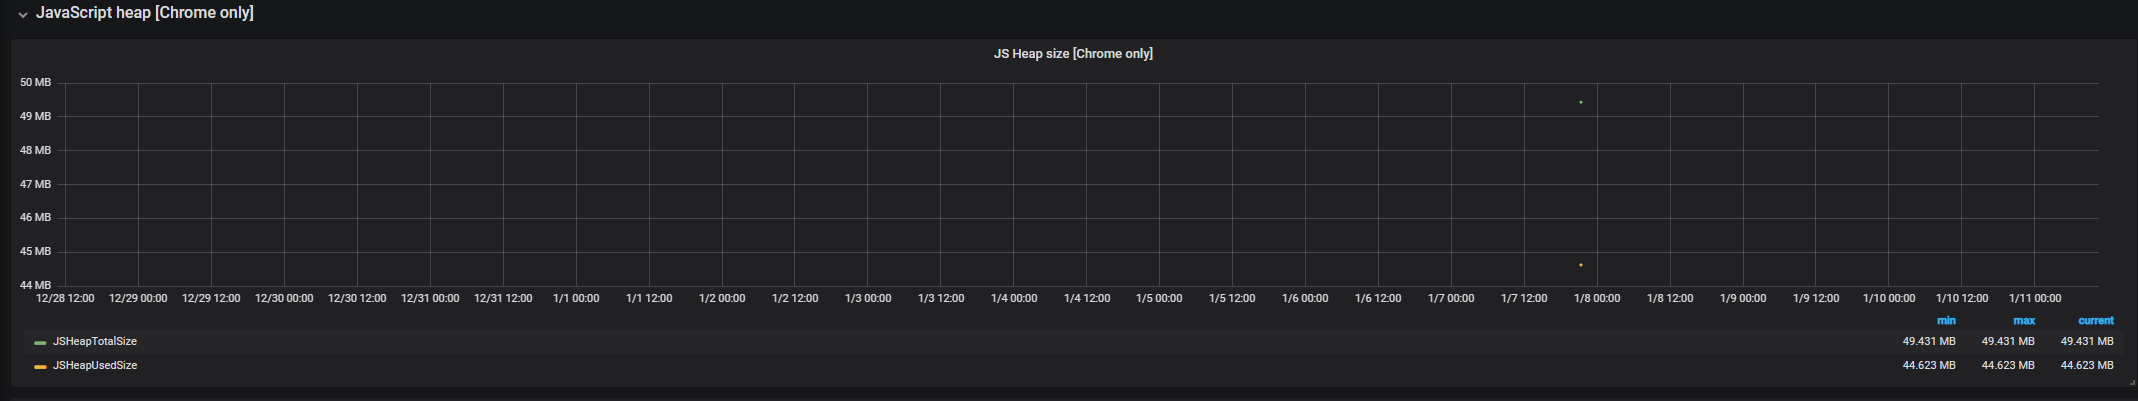 JavaScript heap [Chrome only]
JS Heap size [Chrome only]
50 MB
49 MB
48 MB
47 MB
46 MB
45 MB
44 MB
12/28 12:00 12/29 00:00 12/29 12:00 12/30 00:00 12/30 12:00 12/31 00:00 12/31 12:00 1/1 00:00 1/1 12:00 1/2 00:00 1/2 12:00 1/3 00:00 1/3 12:00 1/4 00:00 1/4 12:00 1/5 00:00 1/5 12:00 1/6 00:00 1/6 12:00 1/7 00:00 1/7 12:00 1/8 00:00 1/8 12:00 1/9 00:00 1/9 12:00 1/10 00:00 1/10 12:00 1/11 00:00
min max current
JSHeapTotalSize 49.431 MB 49.431 MB 49.431 MB
JSHeapUsedSize 44.623 MB 44.623 MB 44.623 MB